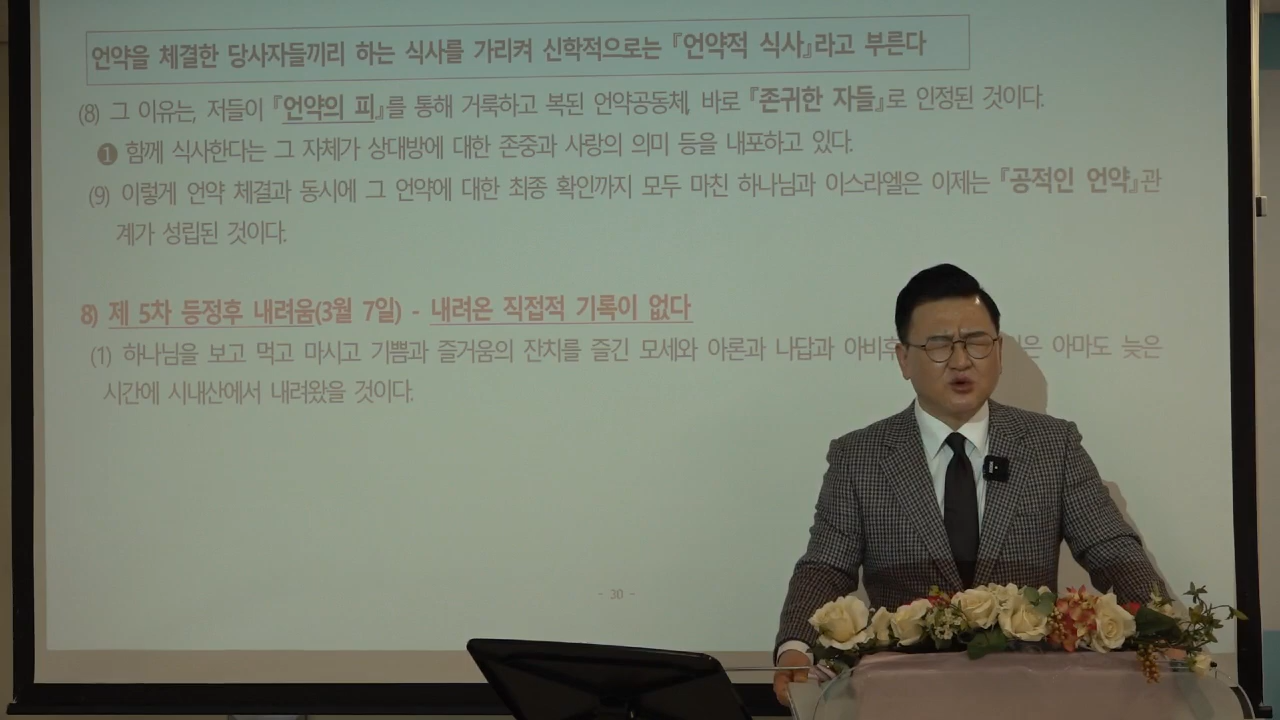 언약을 체결한 당사자들끼리 하는 식사를 가리켜 신학적으로는 『언약적 식사』라고 부른다
(8) 그 이유는, 저들이 『언약의 피』를 통해 거룩하고 복된 언약공동체, 바로 『존귀한 자들』로 인정된 것이다.
❶ 함께 식사한다는 그 자체가 상대방에 대한 존중과 사랑의 의미 등을 내포하고 있다.
(9) 이렇게 언약 체결과 동시에 그 언약에 대한 최종 확인까지 모두 마친 하나님과 이스라엘은 이제는 『공적인 언약』관
계가 성립된 것이다.
8) 제 5차 등정후 내려옴(3월 7일) - 내려온 직접적 기록이 없다
(1) 하나님을 보고 먹고 마시고 기쁨과 즐거움의 잔치를 즐긴 모세와 아론과 나답과 아비후 은 아마도 늦은
시간에 시내산에서 내려왔을 것이다.
- 30 -